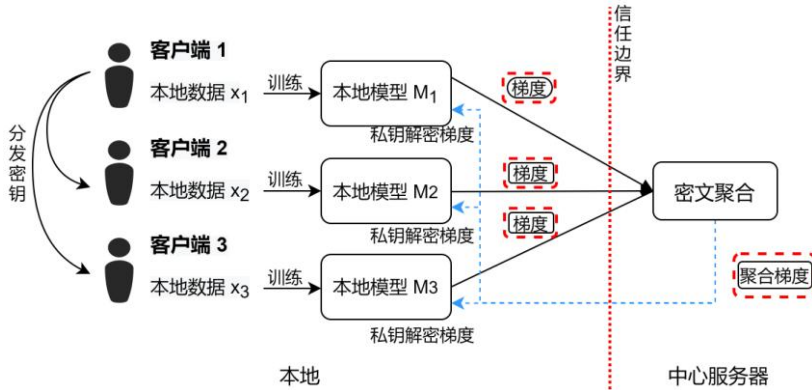 信任边界
客户端 1
本地数据 x₁
训练
本地模型 M₁
梯度
私钥解密梯度
分发密钥
客户端 2
本地数据 x₂
训练
本地模型 M2
梯度
密文聚合
私钥解密梯度
梯度
客户端 3
本地数据 x₃
训练
本地模型 M3
聚合梯度
私钥解密梯度
本地
中心服务器